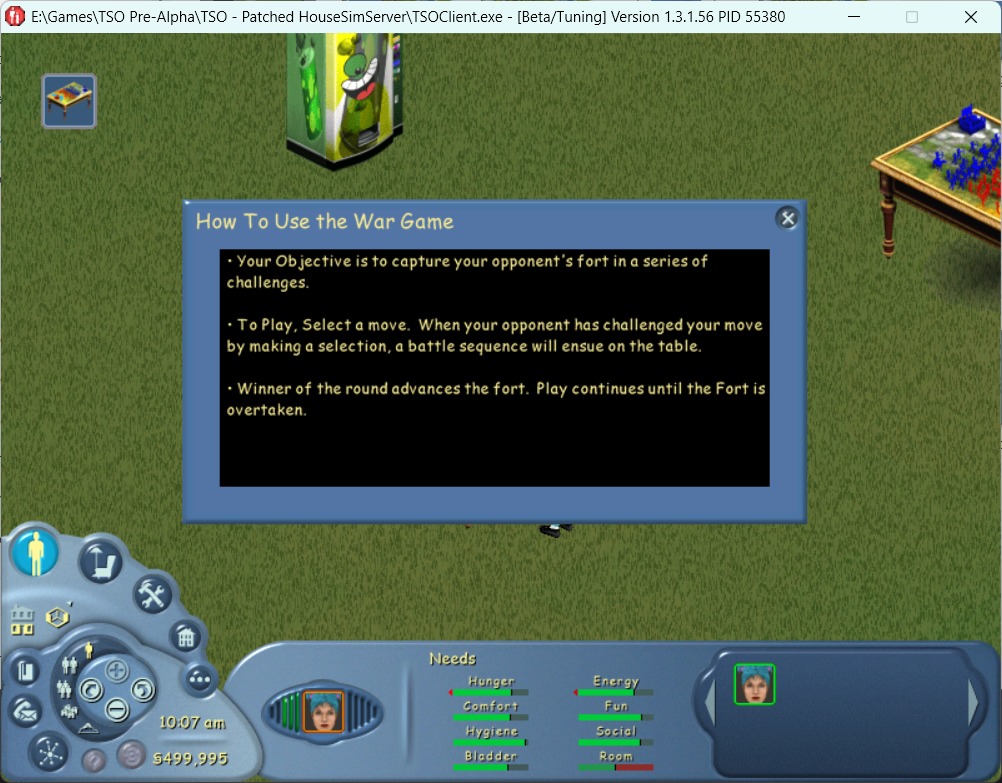 E:\Games\TSO Pre-Alpha\TSO - Patched HouseSimServer\TSOClient.exe - [Beta/Tuning] Version 1.3.1.56 PID 55380
How To Use the War Game
• Your Objective is to capture your opponent's fort in a series of
challenges.
• To Play, Select a move. When your opponent has challenged your move
by making a selection, a battle sequence will ensue on the table.
• Winner of the round advances the fort. Play continues until the Fort is
overtaken.
Needs
Hunger
Energy
Comfort
Fun
Hygiene
Social
Bladder
Room
10:07 am
§499,995